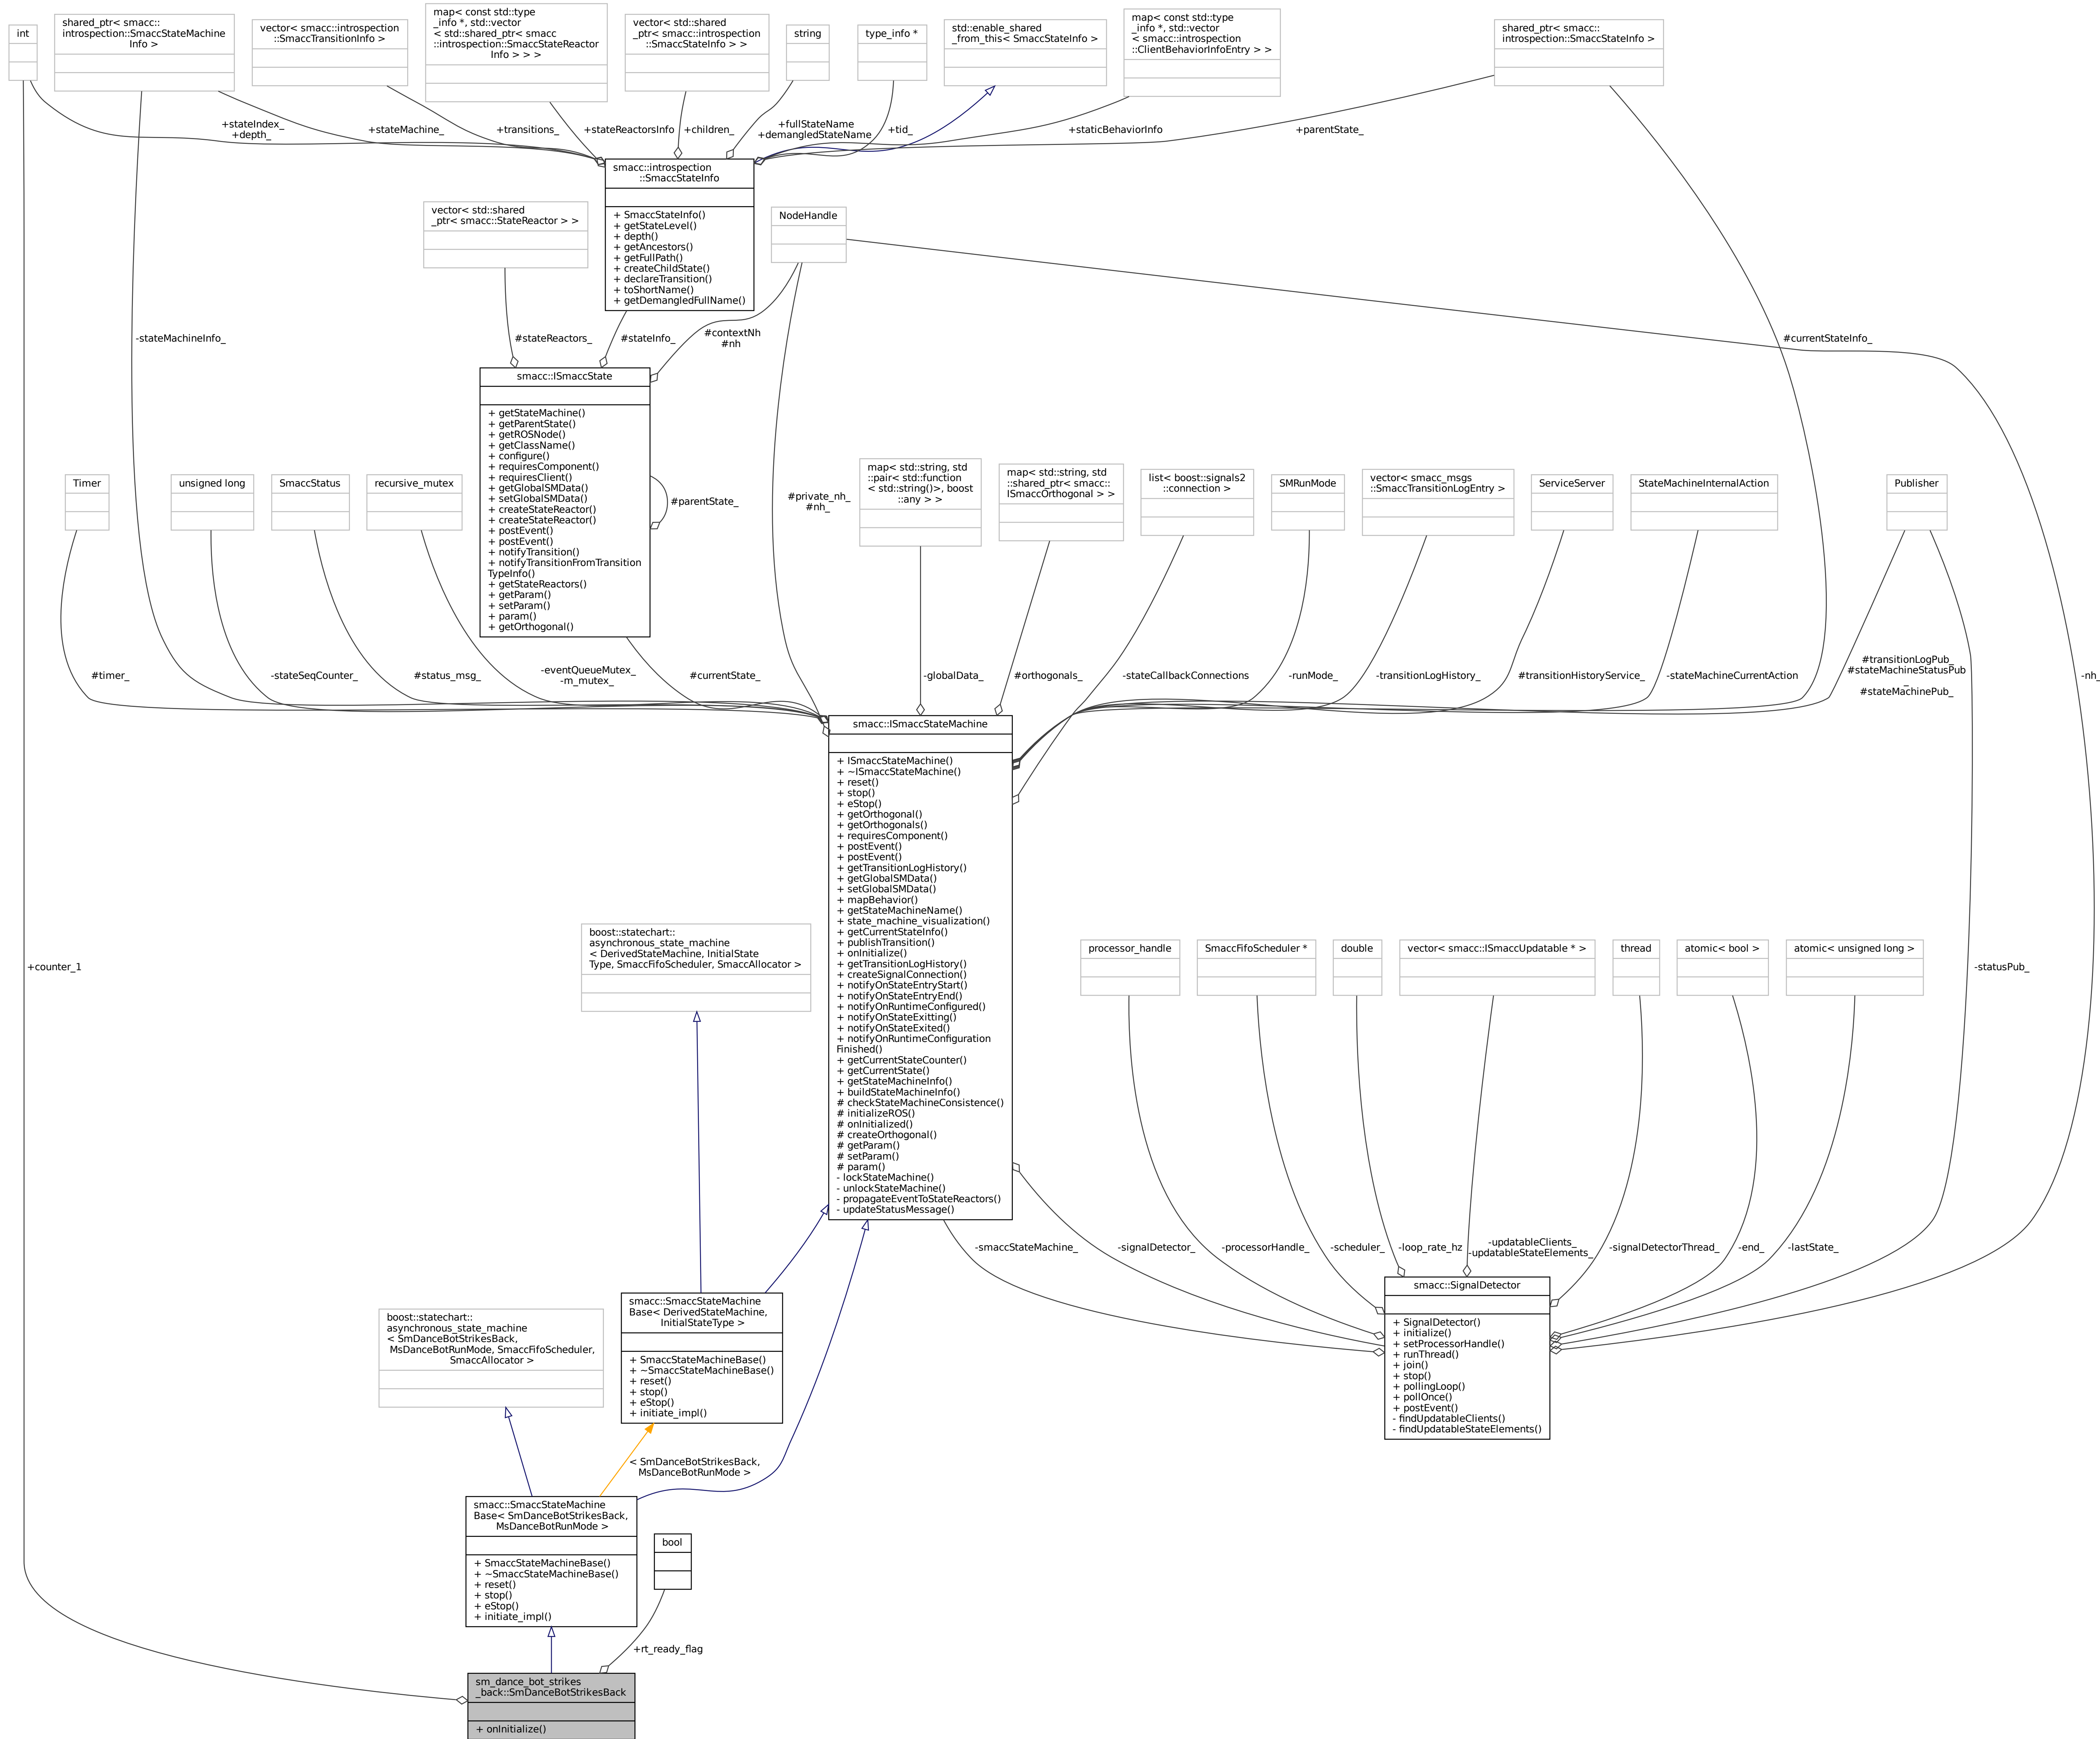 int
shared_ptr< smacc::
introspection::SmaccStateMachine
Info >
vector< smacc::introspection
::SmaccTransitionInfo >
map< const std::type
_info *, std::vector
< std::shared_ptr< smacc
::introspection::SmaccStateReactor
Info > > >
vector< std::shared
_ptr< smacc::introspection
::SmaccStateInfo > >
string
type_info *
std::enable_shared
_from_this< SmaccStateInfo >
map< const std::type
_info *, std::vector
< smacc::introspection
::ClientBehaviorInfoEntry > >
shared_ptr< smacc::
introspection::SmaccStateInfo >
+stateIndex_
+depth_
+stateMachine_
+transitions_
+stateReactorsInfo
+children_
+fullStateName
+demangledStateName
+tid_
+staticBehaviorInfo
+parentState_
smacc::introspection
::SmaccStateInfo
+ SmaccStateInfo()
+ getStateLevel()
+ depth()
+ getAncestors()
+ getFullPath()
+ createChildState()
+ declareTransition()
+ toShortName()
+ getDemangledFullName()
vector< std::shared
_ptr< smacc::StateReactor > >
NodeHandle
-stateMachineInfo_
#stateReactors_
#stateInfo_
#contextNh
#nh
#currentStateInfo_
smacc::ISmaccState
+ getStateMachine()
+ getParentState()
+ getROSNode()
+ getClassName()
+ configure()
+ requiresComponent()
+ requiresClient()
+ getGlobalSMData()
+ setGlobalSMData()
+ createStateReactor()
+ createStateReactor()
+ postEvent()
+ postEvent()
+ notifyTransition()
+ notifyTransitionFromTransition
TypeInfo()
+ getStateReactors()
+ getParam()
+ setParam()
+ param()
+ getOrthogonal()
#parentState_
#private_nh_
#nh_
Timer
unsigned long
SmaccStatus
recursive_mutex
map< std::string, std
::pair< std::function
< std::string()>, boost
::any > >
map< std::string, std
::shared_ptr< smacc::
ISmaccOrthogonal > >
list< boost::signals2
::connection >
SMRunMode
vector< smacc_msgs
::SmaccTransitionLogEntry >
ServiceServer
StateMachineInternalAction
Publisher
#timer_
-stateSeqCounter_
#status_msg_
-eventQueueMutex_
-m_mutex_
#currentState_
-globalData_
#orthogonals_
-stateCallbackConnections
-runMode_
-transitionLogHistory_
#transitionHistoryService_
-stateMachineCurrentAction
#transitionLogPub_
#stateMachineStatusPub
_
#stateMachinePub_
-nh_
smacc::ISmaccStateMachine
+ ISmaccStateMachine()
+ ~ISmaccStateMachine()
+ reset()
+ stop()
+ eStop()
+ getOrthogonal()
+ getOrthogonals()
+ requiresComponent()
+ postEvent()
+ postEvent()
+ getTransitionLogHistory()
+ getGlobalSMData()
+ setGlobalSMData()
+ mapBehavior()
+ getStateMachineName()
+ state_machine_visualization()
+ getCurrentStateInfo()
+ publishTransition()
+ onInitialize()
+ getTransitionLogHistory()
+ createSignalConnection()
+ notifyOnStateEntryStart()
+ notifyOnStateEntryEnd()
+ notifyOnRuntimeConfigured()
+ notifyOnStateExitting()
+ notifyOnStateExited()
+ notifyOnRuntimeConfiguration
Finished()
+ getCurrentStateCounter()
+ getCurrentState()
+ getStateMachineInfo()
+ buildStateMachineInfo()
# checkStateMachineConsistence()
# initializeROS()
# onInitialized()
# createOrthogonal()
# getParam()
# setParam()
# param()
- lockStateMachine()
- unlockStateMachine()
- propagateEventToStateReactors()
- updateStatusMessage()
+counter_1
boost::statechart::
asynchronous_state_machine
< DerivedStateMachine, InitialState
Type, SmaccFifoScheduler, SmaccAllocator >
processor_handle
SmaccFifoScheduler *
double
vector< smacc::ISmaccUpdatable * >
thread
atomic< bool >
atomic< unsigned long >
-statusPub_
-smaccStateMachine_
-signalDetector_
-processorHandle_
-scheduler_
-loop_rate_hz
-updatableClients_
-updatableStateElements_
-signalDetectorThread_
-end_
-lastState_
smacc::SignalDetector
+ SignalDetector()
+ initialize()
+ setProcessorHandle()
+ runThread()
+ join()
+ stop()
+ pollingLoop()
+ pollOnce()
+ postEvent()
- findUpdatableClients()
- findUpdatableStateElements()
smacc::SmaccStateMachine
Base< DerivedStateMachine,
InitialStateType >
+ SmaccStateMachineBase()
+ ~SmaccStateMachineBase()
+ reset()
+ stop()
+ eStop()
+ initiate_impl()
boost::statechart::
asynchronous_state_machine
< SmDanceBotStrikesBack,
MsDanceBotRunMode, SmaccFifoScheduler,
SmaccAllocator >
< SmDanceBotStrikesBack,
MsDanceBotRunMode >
smacc::SmaccStateMachine
Base< SmDanceBotStrikesBack,
MsDanceBotRunMode >
+ SmaccStateMachineBase()
+ ~SmaccStateMachineBase()
+ reset()
+ stop()
+ eStop()
+ initiate_impl()
bool
+rt_ready_flag
sm_dance_bot_strikes
_back::SmDanceBotStrikesBack
+ onInitialize()